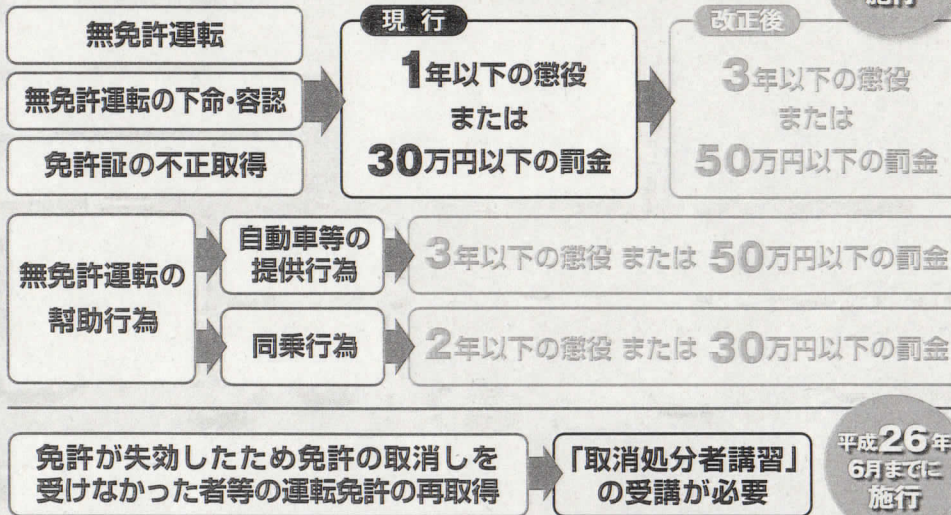 施行
無免許運転
無免許運転の下命・容認
免許証の不正取得
現行
1年以下の懲役
または
30万円以下の罰金
改正後
3年以下の懲役
または
50万円以下の罰金
無免許運転の
幇助行為
自動車等の
提供行為
3年以下の懲役 または 50万円以下の罰金
同乗行為
2年以下の懲役 または 30万円以下の罰金
免許が失効したため免許の取消しを
受けなかった者等の運転免許の再取得
「取消処分者講習」
の受講が必要
平成26年
6月までに
施行